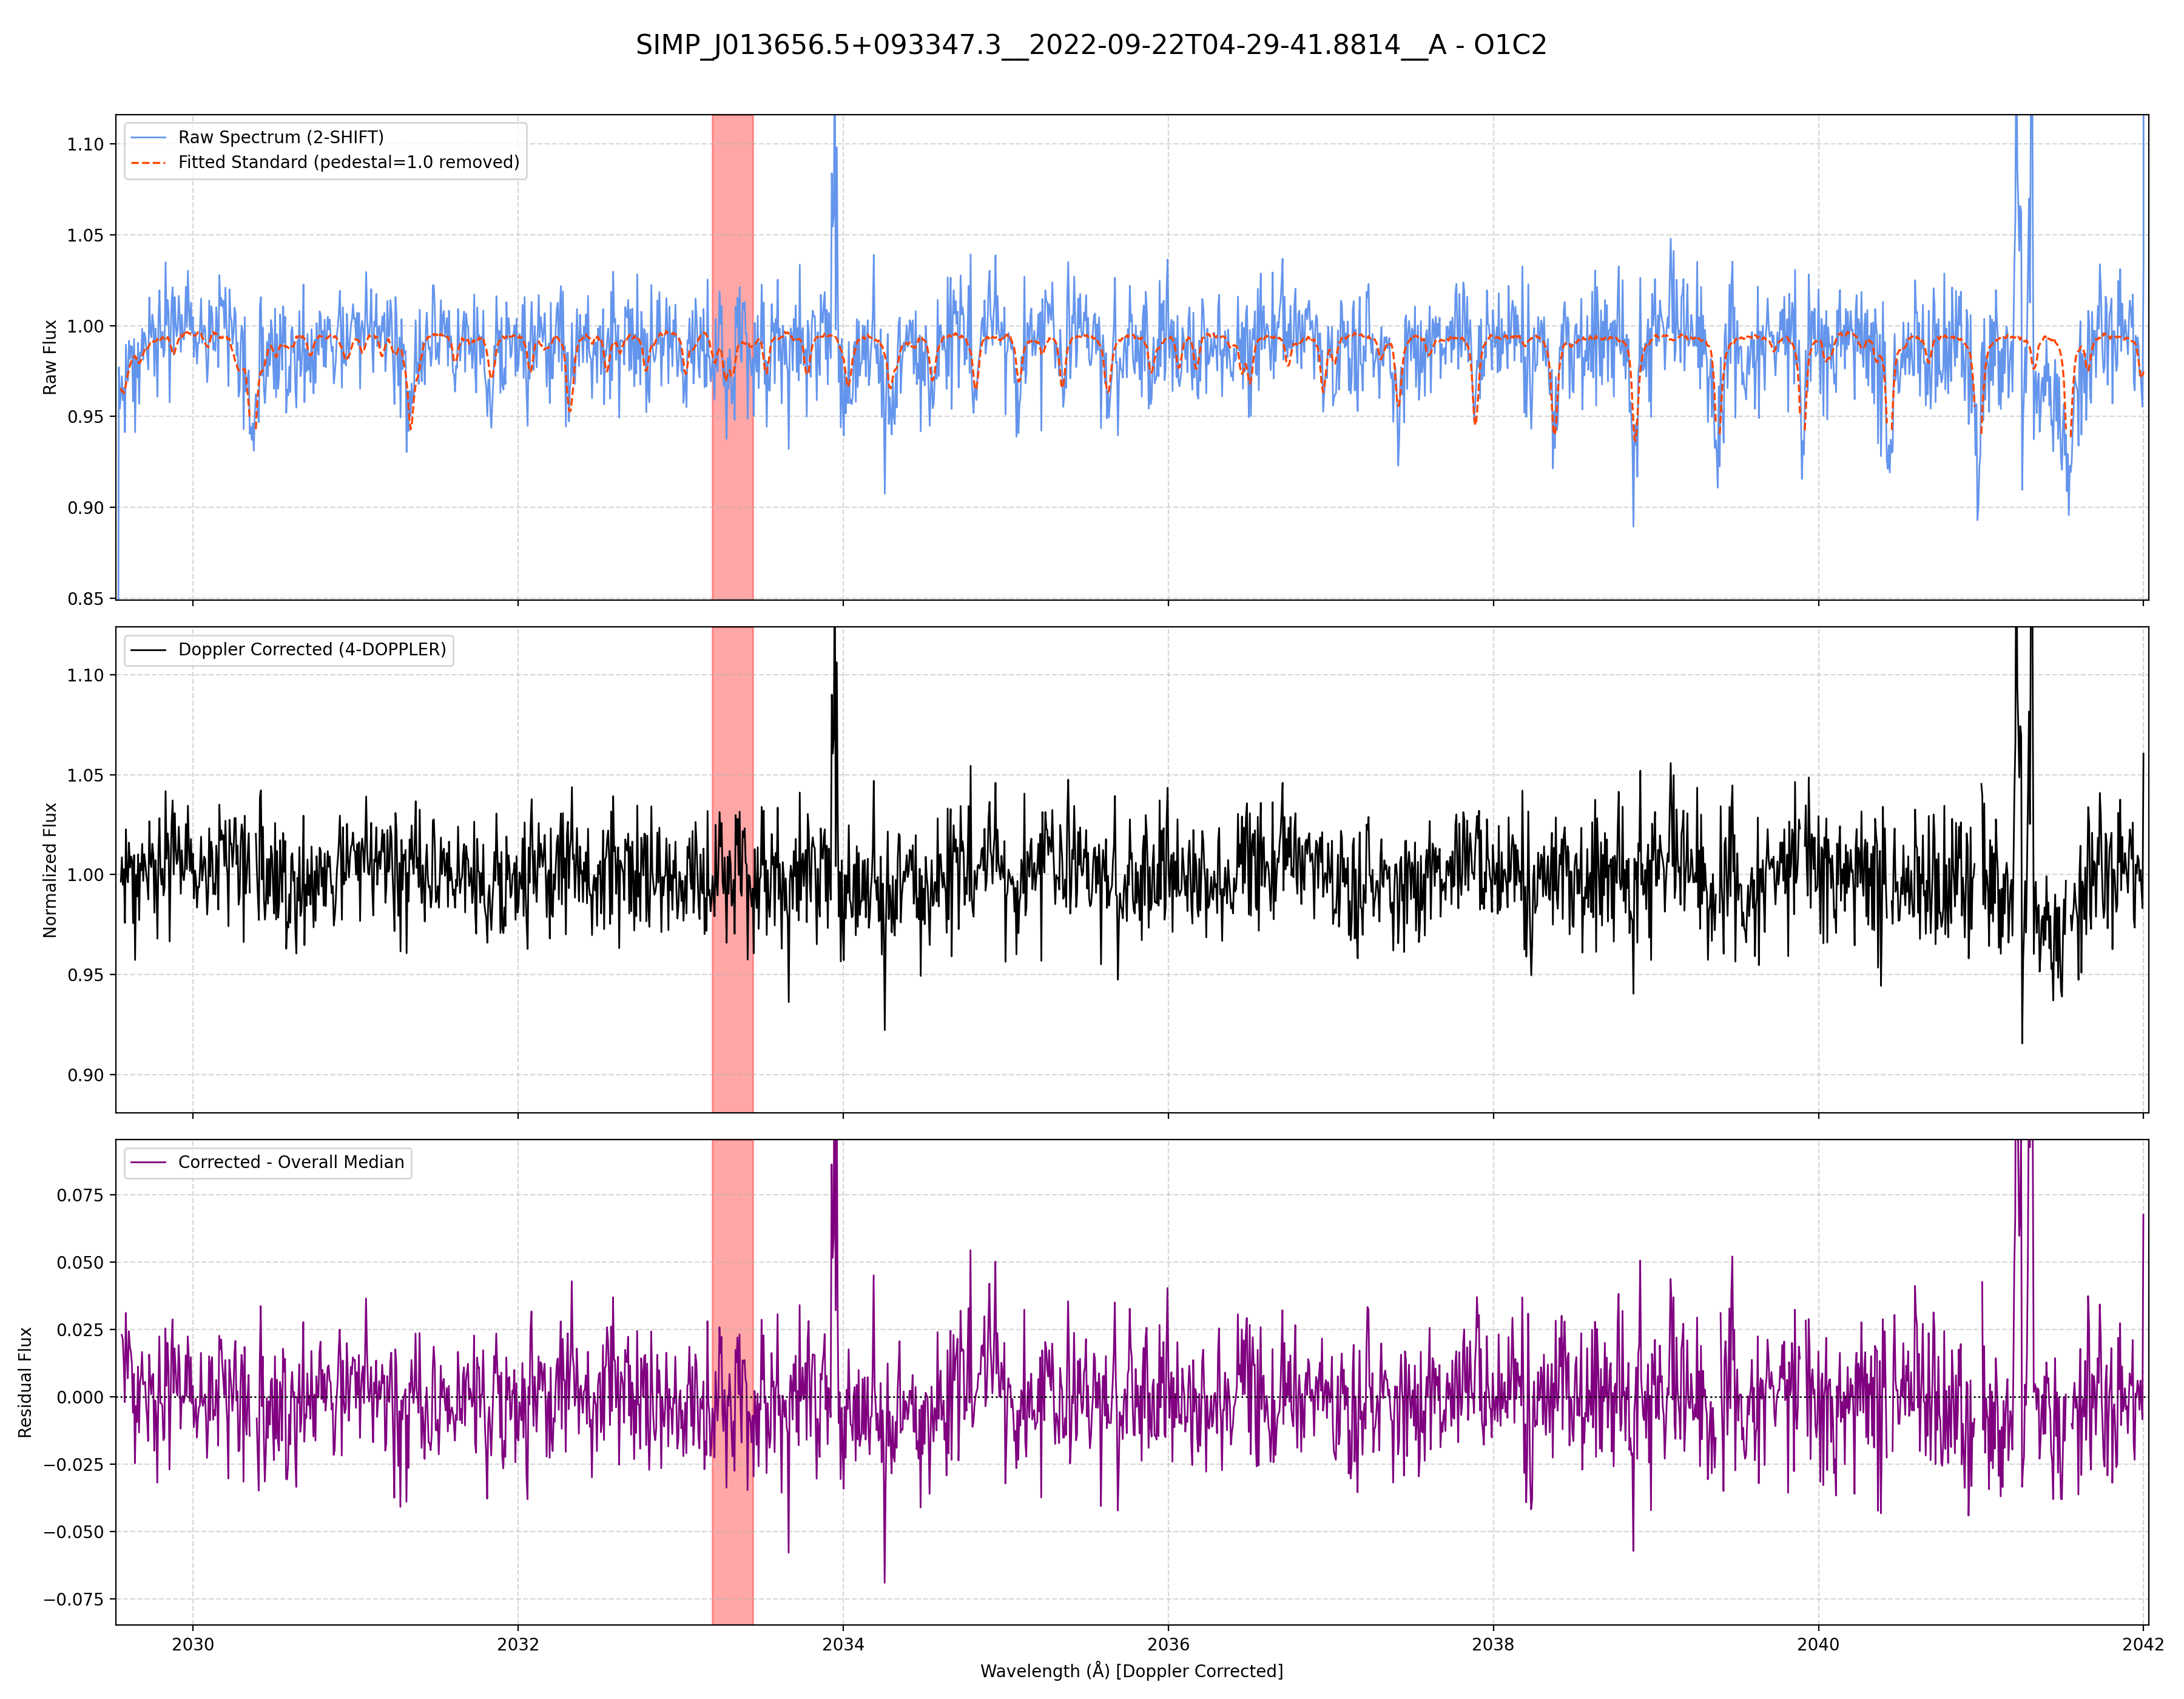 SIMP_J013656.5+093347.3__2022-09-22T04-29-41.8814__A - O1C2
Raw Spectrum (2-SHIFT)
Fitted Standard (pedestal=1.0 removed)
Raw Flux
1.10
1.05
1.00
0.95
0.90
0.85
Doppler Corrected (4-DOPPLER)
Normalized Flux
1.10
1.05
1.00
0.95
0.90
Corrected - Overall Median
Residual Flux
0.075
0.050
0.025
0.000
−0.025
−0.050
−0.075
2030 2032 2034 2036 2038 2040 2042
Wavelength (Å) [Doppler Corrected]